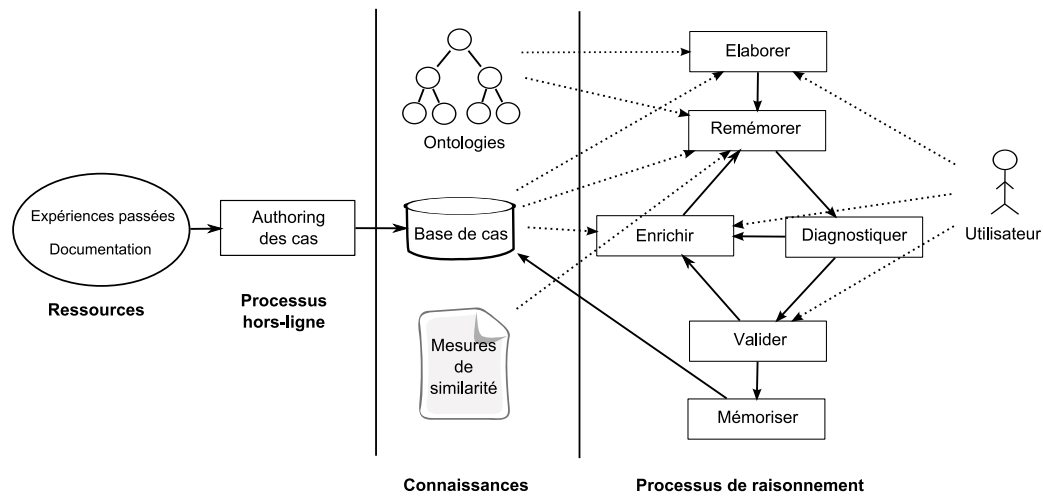 Elaborer
Remémorer
Ontologies
Expériences passées
Documentation
Authoring
des cas
Base de cas
Enrichir
Diagnostiquer
Utilisateur
Ressources
Processus
hors-ligne
Mesures
de
similarité
Valider
Mémoriser
Connaissances
Processus de raisonnement